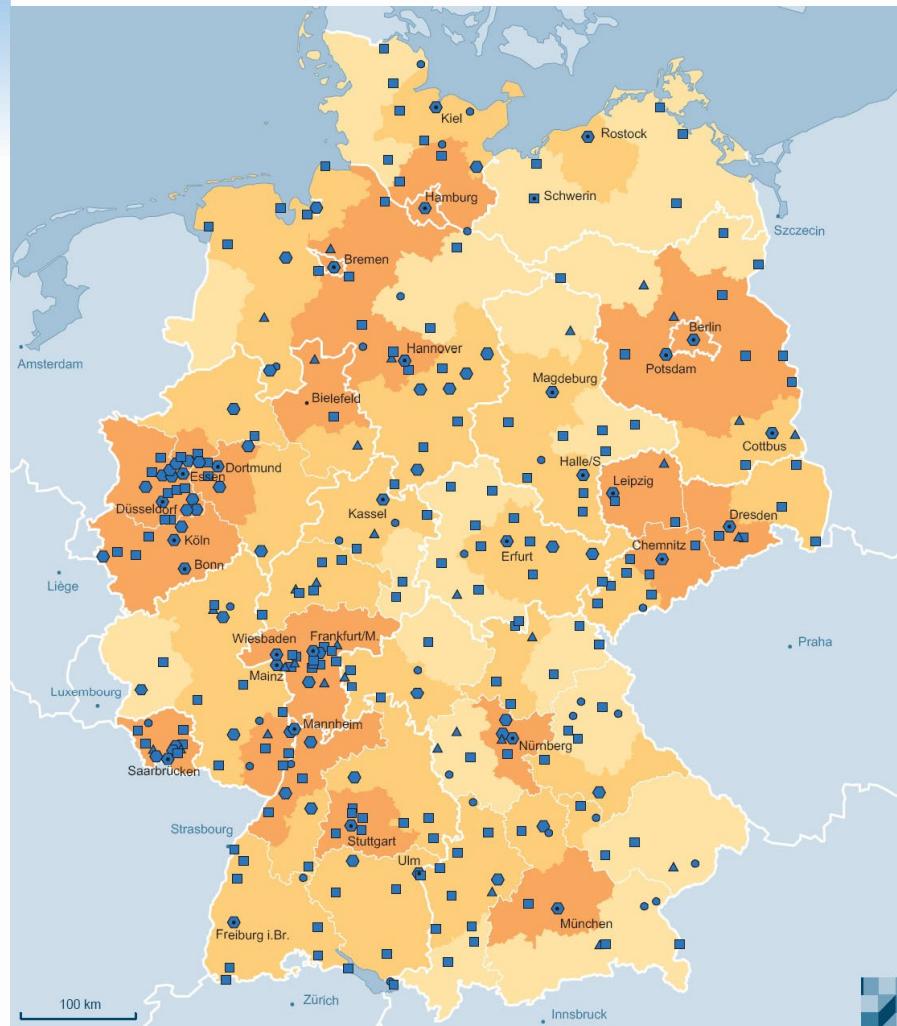 Kiel
Rostock
Hamburg
Schwerin
Szczecin
Bremen
Berlin
Amsterdam
Hannover
Potsdam
Magdeburg
Bielefeld
Cottbus
Dortmund
Essen
Halle/S.
Leipzig
Düsseldorf
Kassel
Dresden
Köln
Erfurt
Chemnitz
Bonn
Liège
Wiesbaden
Frankfurt/M.
Praha
Mainz
Luxembourg
Mannheim
Nürnberg
Saarbrücken
Strasbourg
Stuttgart
Ulm
München
Freiburg i.Br.
100 km
Zürich
Innsbruck